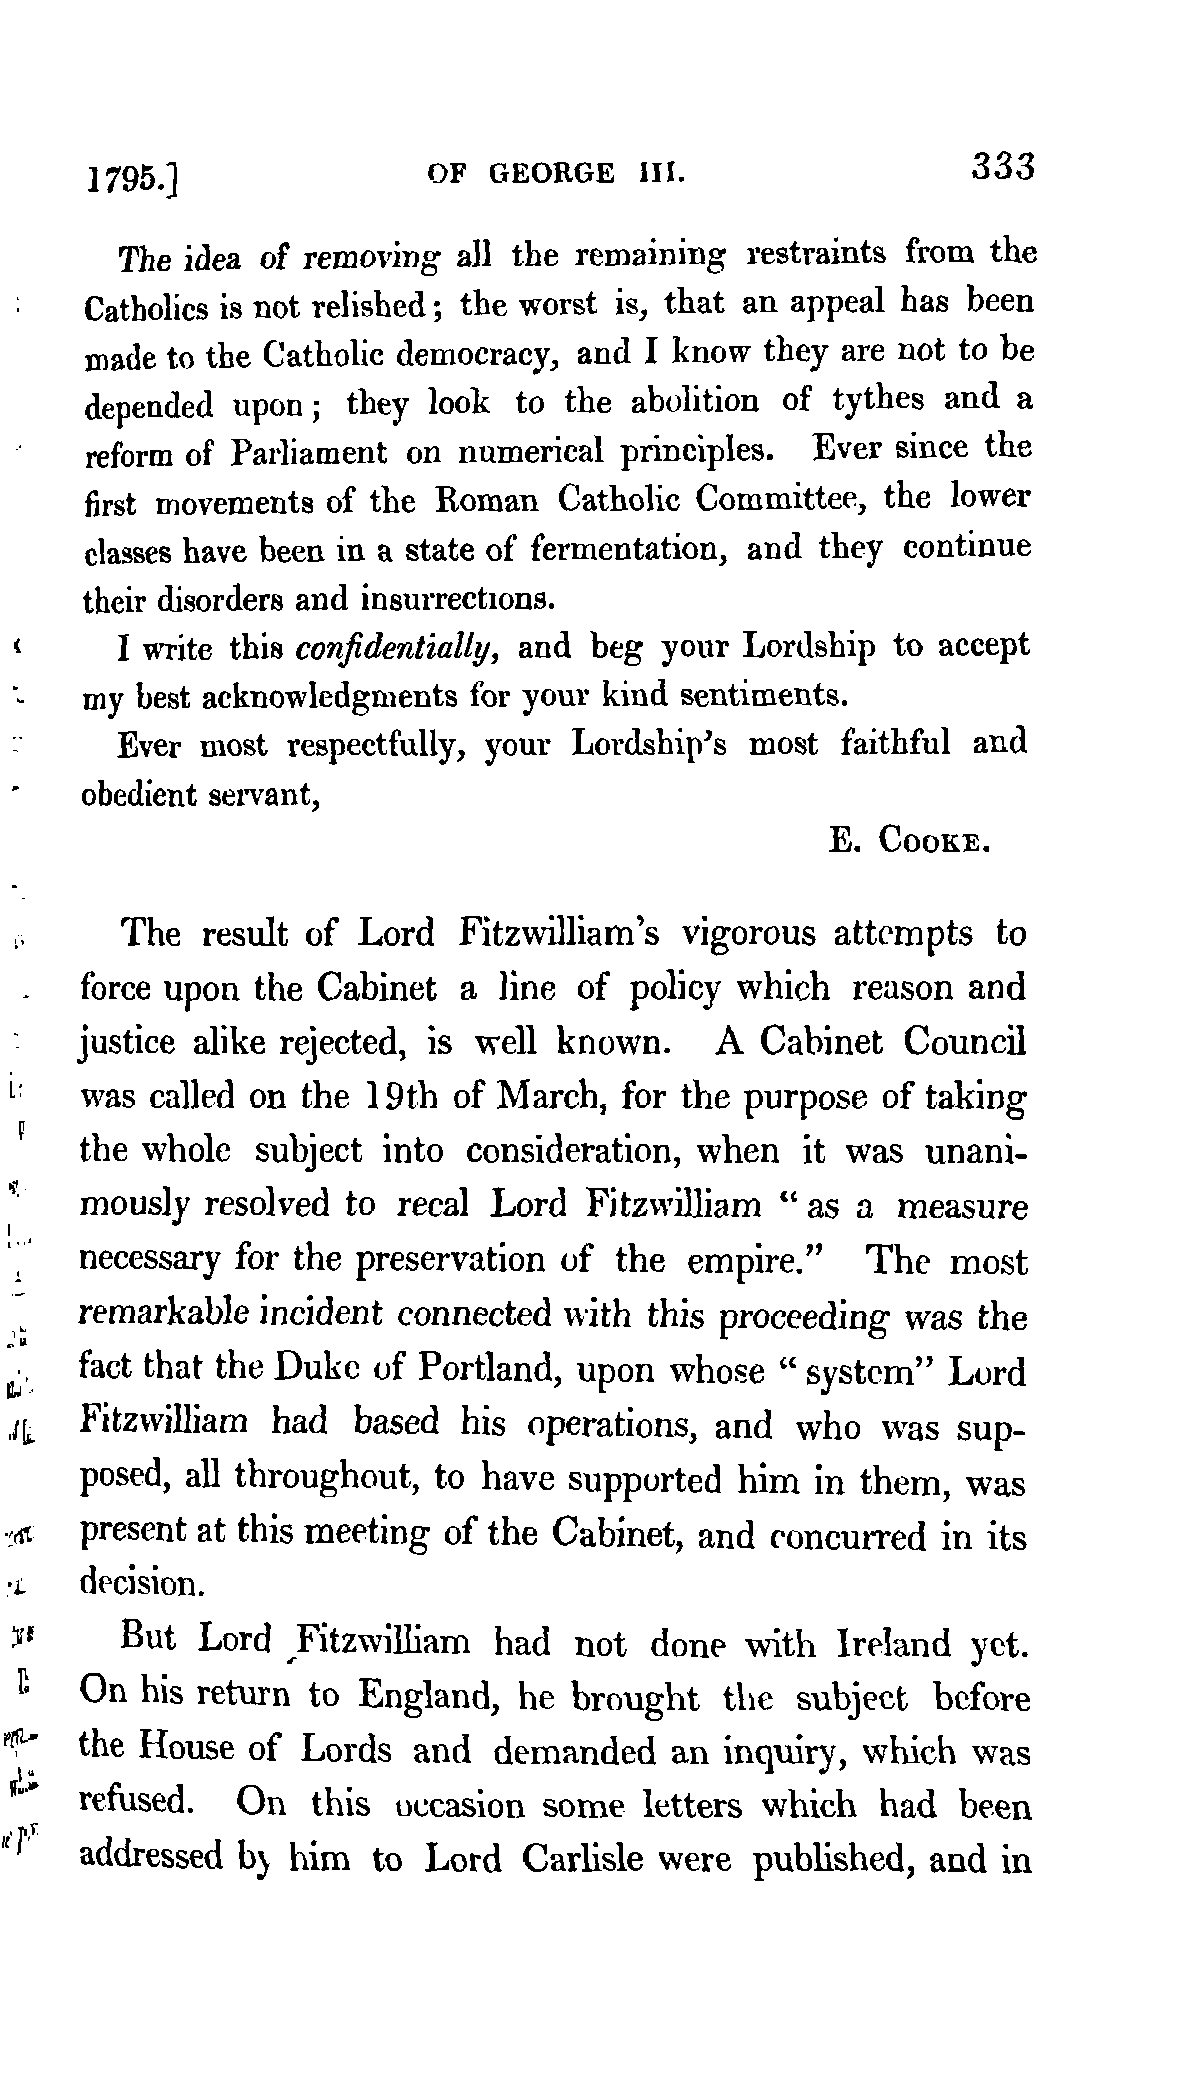 1795.] OF GEORGE III. 333
The idea of removing all the remaining restraints from the
Catholics is not relished; the worst is, that an appeal has been
made to the Catholic democracy, and I know they are not to be
depended upon; they look to the abolition of tythes and a
reform of Parliament on numerical principles. Ever since the
first movements of the Roman Catholic Committee, the lower
classes have been in a state of fermentation, and they continue
their disorders and insurrections.
I write this confidentially, and beg your Lordship to accept
my best acknowledgments for your kind sentiments.
Ever most respectfully, your Lordship's most faithful and
obedient servant,
E. COOKE.
The result of Lord Fitzwilliam's vigorous attempts to
force upon the Cabinet a line of policy which reason and
justice alike rejected, is well known. A Cabinet Council
was called on the 19th of March, for the purpose of taking
the whole subject into consideration, when it was unani-
mously resolved to recal Lord Fitzwilliam "as a measure
necessary for the preservation of the empire." The most
remarkable incident connected with this proceeding was the
fact that the Duke of Portland, upon whose "system" Lord
Fitzwilliam had based his operations, and who was sup-
posed, all throughout, to have supported him in them, was
present at this meeting of the Cabinet, and concurred in its
decision.
But Lord Fitzwilliam had not done with Ireland yet.
On his return to England, he brought the subject before
the House of Lords and demanded an inquiry, which was
refused. On this occasion some letters which had been
addressed by him to Lord Carlisle were published, and in